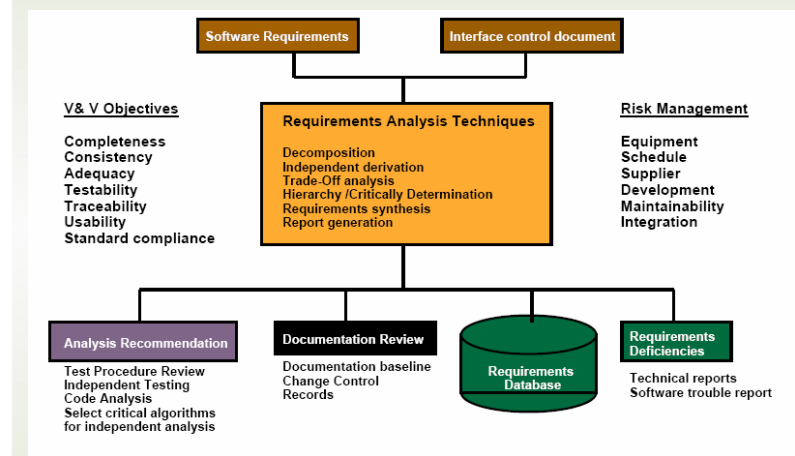 Software Requirements
Interface control document
V& V Objectives
Completeness
Consistency
Adequacy
Testability
Traceability
Usability
Standard compliance
Requirements Analysis Techniques
Decomposition
Independent derivation
Trade-Off analysis
Hierarchy /Critically Determination
Requirements synthesis
Report generation
Risk Management
Equipment
Schedule
Supplier
Development
Maintainability
Integration
Analysis Recommendation
Test Procedure Review
Independent Testing
Code Analysis
Select critical algorithms
for independent analysis
Documentation Review
Documentation baseline
Change Control
Records
Requirements
Database
Requirements
Deficiencies
Technical reports
Software trouble report